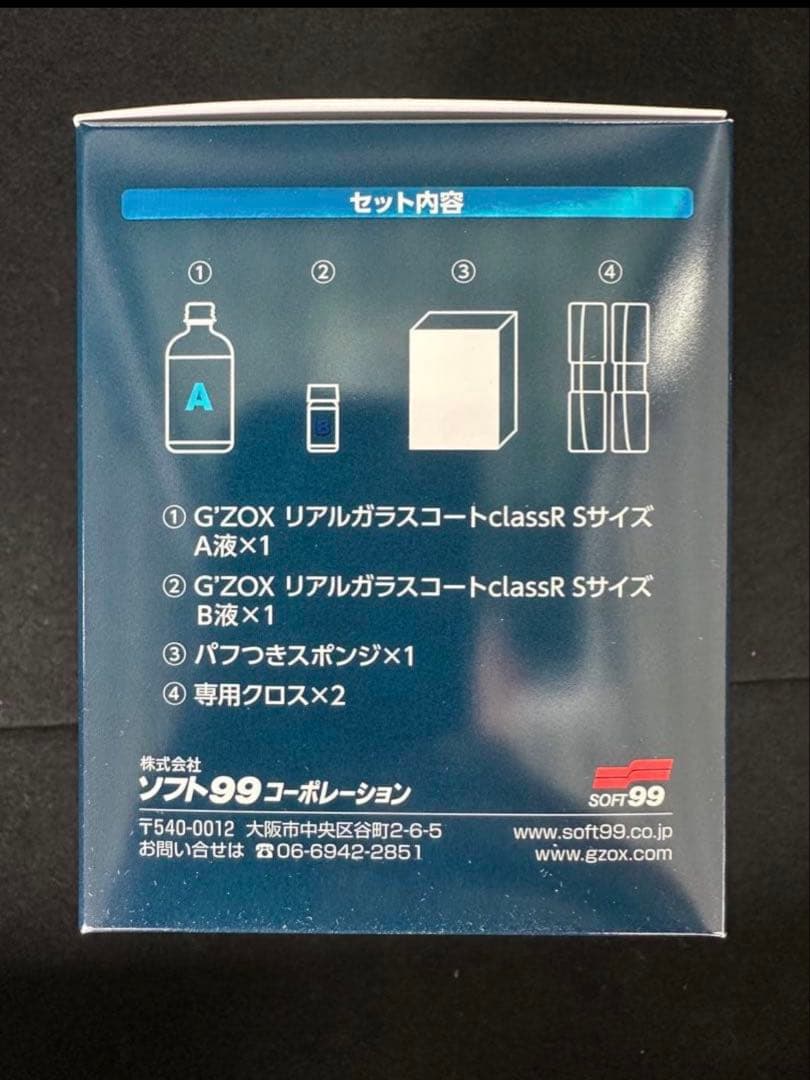 セット内容
① ② ③ ④
A
B
① G'ZOX リアルガラスコートclassR Sサイズ
A液×1
② G'ZOX リアルガラスコートclassR Sサイズ
B液×1
③ パフつきスポンジ×1
④ 専用クロス×2
株式会社
ソフト99コーポレーション
SOFT99
〒540-0012 大阪市中央区谷町2-6-5
お問い合せは ☎06-6942-2851
www.soft99.co.jp
www.gzox.com